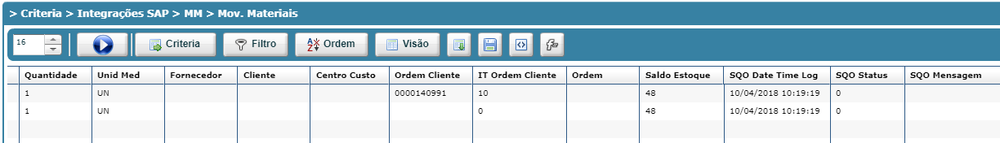 > Criteria > Integrações SAP > MM > Mov. Materiais
16 Criteria Filtro Ordem Visão
Quantidade Unid Med Fornecedor Cliente Centro Custo Ordem Cliente IT Ordem Cliente Ordem Saldo Estoque SQO Date Time Log SQO Status SQO Mensagem
1 UN 0000140991 10 48 10/04/2018 10:19:19 0
1 UN 0 48 10/04/2018 10:19:19 0